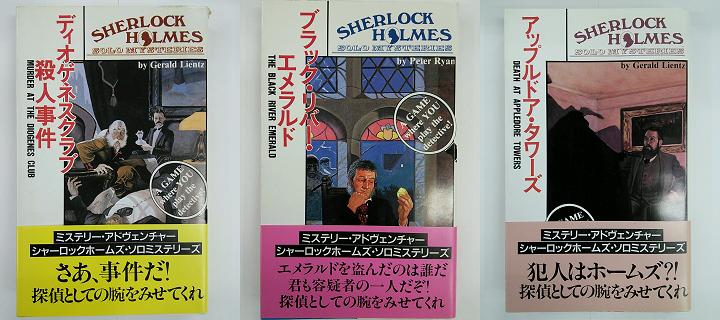 ディオゲネスクラブ
殺人事件
MURDER AT THE DIOGENES CLUB
SHERLOCK
HOLMES
SOLO MYSTERIES
by Gerald Lientz
A GAME
where YOU
play the
detective!
ミステリー・アドヴェンチャー
シャーロックホームズ・ソロミステリーズ
さあ、事件だ!
探偵としての腕をみせてくれ
ブラック・リバー・
エメラルド
THE BLACK RIVER EMERALD
SHERLOCK
HOLMES
SOLO MYSTERIES
by Peter Ryan
A GAME
where YOU
play the
detective!
ミステリー・アドヴェンチャー
シャーロックホームズ・ソロミステリーズ
エメラルドを盗んだのは誰だ
君も容疑者の一人だぞ!
探偵としての腕をみせてくれ
アップルドア・タワーズ
DEATH AT APPLEDORE TOWERS
SHERLOCK
HOLMES
SOLO MYSTERIES
by Gerald Lientz
A GAME
ミステリー・アドヴェンチャー
シャーロックホームズ・ソロミステリーズ
犯人はホームズ?!
探偵としての腕をみせてくれ